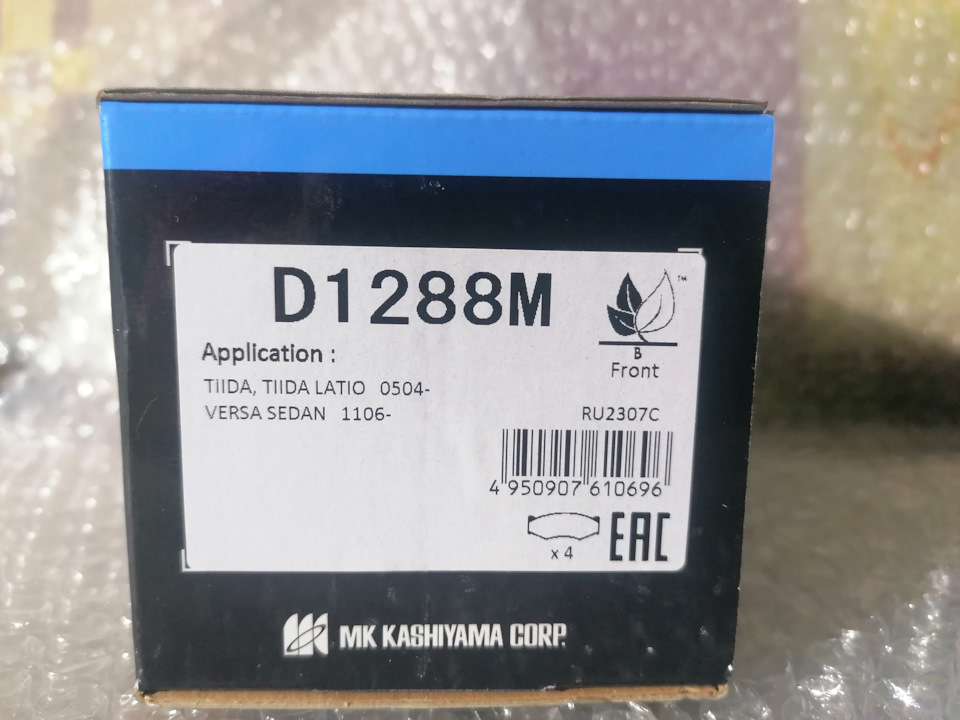 D1288M
™
B
Front
Application :
TIIDA, TIIDA LATIO 0504-
VERSA SEDAN 1106-
RU2307C
4 950907 610696
x 4
EAC
MK KASHIYAMA CORP.